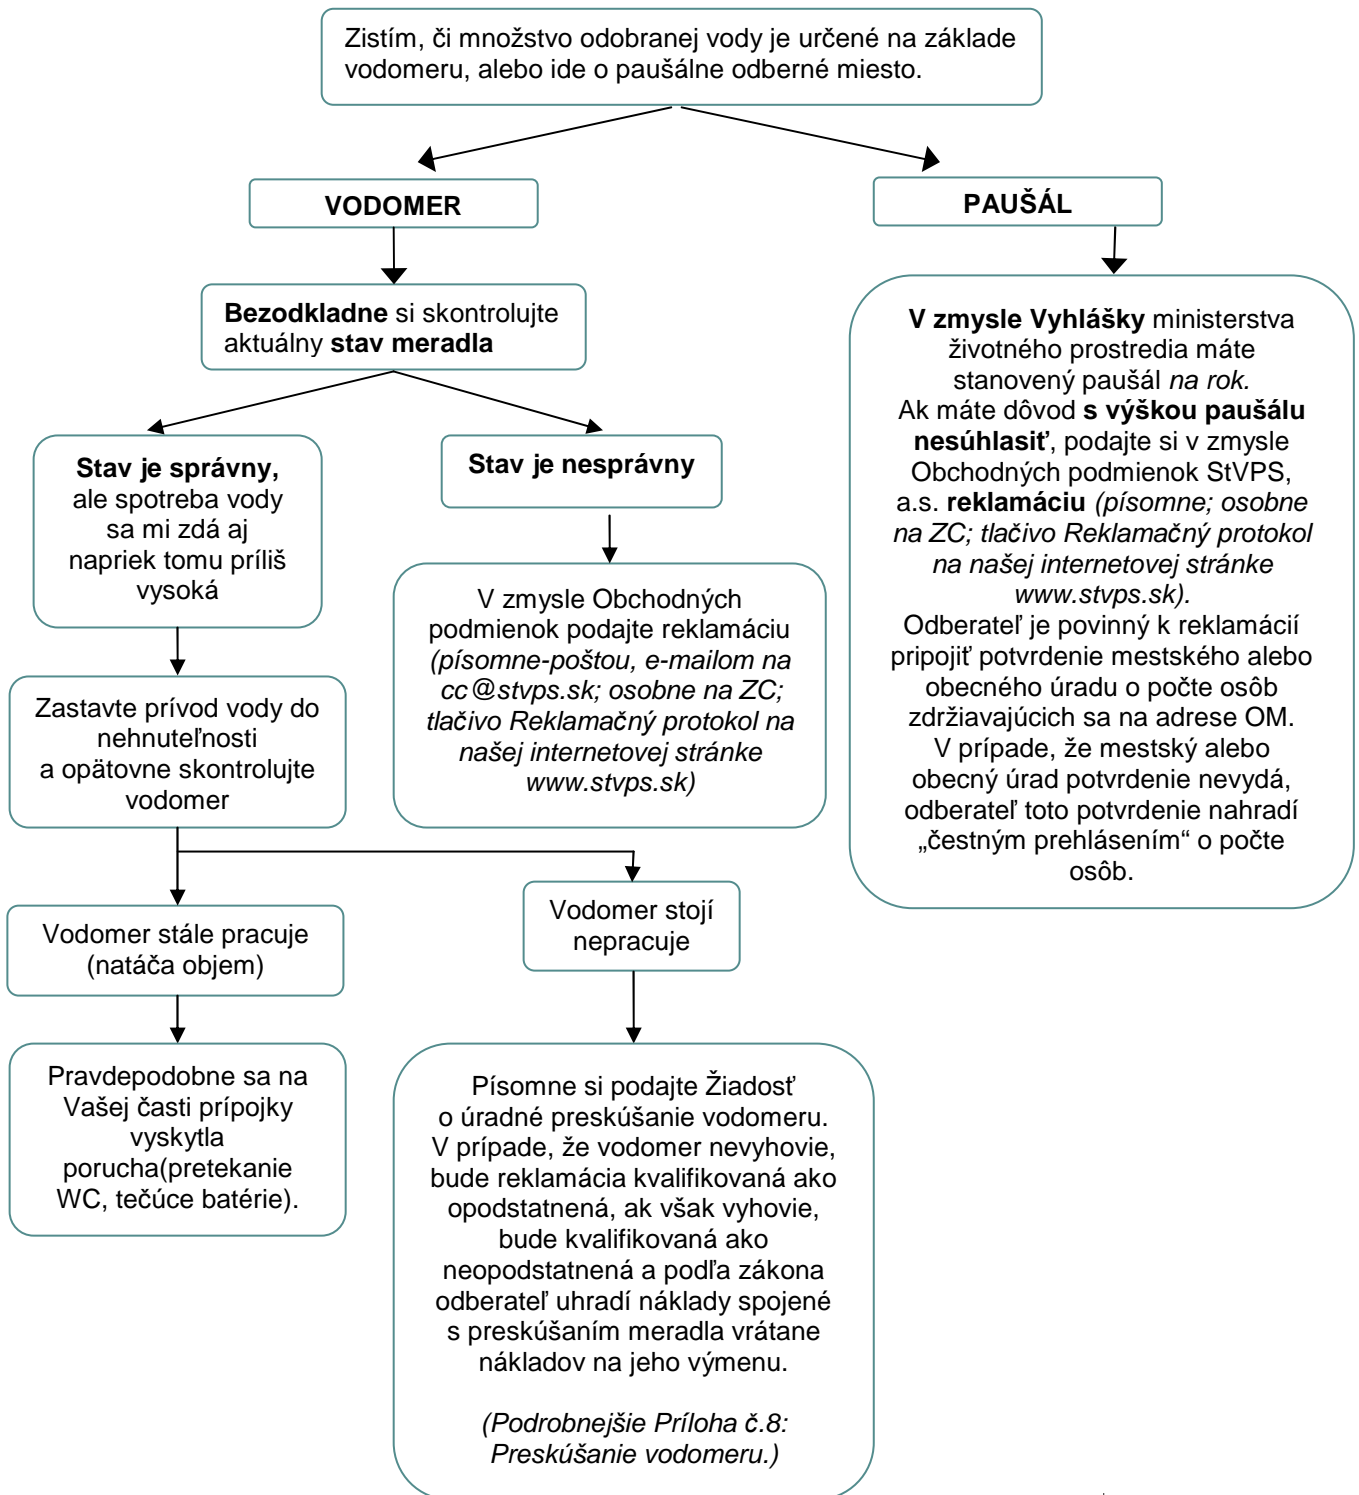 Zistím, či množstvo odobranej vody je určené na základe
vodomeru, alebo ide o paušálne odberné miesto.
VODOMER
PAUŠÁL
Bezodkladne si skontrolujte
aktuálny stav meradla
Stav je správny,
ale spotreba vody
sa mi zdá aj
napriek tomu príliš
vysoká
Stav je nesprávny
V zmysle Vyhlášky ministerstva
životného prostredia máte
stanovený paušál na rok.
Ak máte dôvod s výškou paušálu
nesúhlasiť, podajte si v zmysle
Obchodných podmienok StVPS,
a.s. reklamáciu (písomne; osobne
na ZC; tlačivo Reklamačný protokol
na našej internetovej stránke
www.stvps.sk).
Odberateľ je povinný k reklamácií
pripojiť potvrdenie mestského alebo
obecného úradu o počte osôb
zdržiavajúcich sa na adrese OM.
V prípade, že mestský alebo
obecný úrad potvrdenie nevydá,
odberateľ toto potvrdenie nahradí
„čestným prehlásením“ o počte
osôb.
V zmysle Obchodných
podmienok podajte reklamáciu
(písomne-poštou, e-mailom na
cc@stvps.sk; osobne na ZC;
tlačivo Reklamačný protokol na
našej internetovej stránke
www.stvps.sk)
Zastavte prívod vody do
nehnuteľnosti
a opätovne skontrolujte
vodomer
Vodomer stále pracuje
(natáča objem)
Vodomer stojí
nepracuje
Pravdepodobne sa na
Vašej časti prípojky
vyskytla
porucha(pretekanie
WC, tečúce batérie).
Písomne si podajte Žiadosť
o úradné preskúšanie vodomeru.
V prípade, že vodomer nevyhovie,
bude reklamácia kvalifikovaná ako
opodstatnená, ak však vyhovie,
bude kvalifikovaná ako
neopodstatnená a podľa zákona
odberateľ uhradí náklady spojené
s preskúšaním meradla vrátane
nákladov na jeho výmenu.
(Podrobnejšie Príloha č.8:
Preskúšanie vodomeru.)